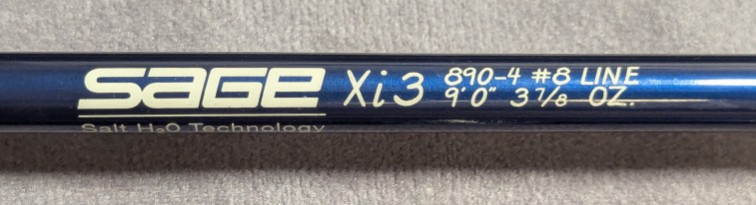 SAGE Xi3 890-4 #8 LINE
9'0" 3 7/8 OZ.
Salt H₂O Technology